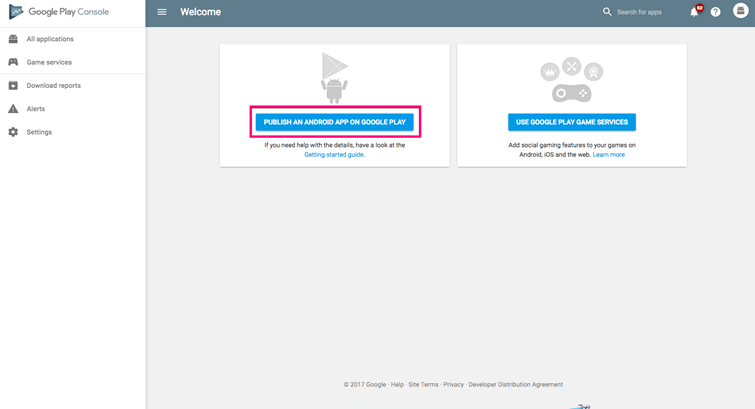 Google Play Console
All applications
Game services
Download reports
Alerts
Settings
Welcome
Search for apps
PUBLISH AN ANDROID APP ON GOOGLE PLAY
If you need help with the details, have a look at the
Getting started guide.
USE GOOGLE PLAY GAME SERVICES
Add social gaming features to your games on
Android, iOS and the web. Learn more
© 2017 Google · Help · Site Terms · Privacy · Developer Distribution Agreement